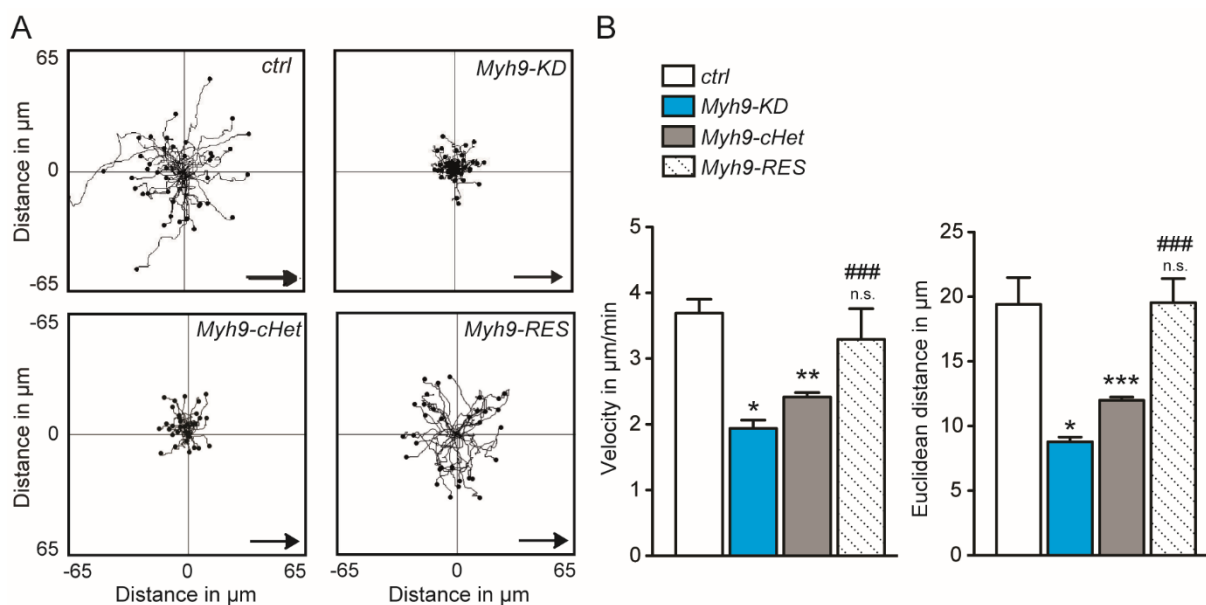 A
65
Distance in µm
0
-65
ctrl
Myh9-KD
-65
Distance in µm
0
65
Myh9-cHet
Myh9-RES
-65
0
65
Distance in µm
-65
0
65
Distance in µm
B
ctrl
Myh9-KD
Myh9-cHet
Myh9-RES
Velocity in µm/min
5
4
3
2
1
0
*
**
###
n.s.
Euclidean distance in µm
25
20
15
10
5
0
*
***
###
n.s.